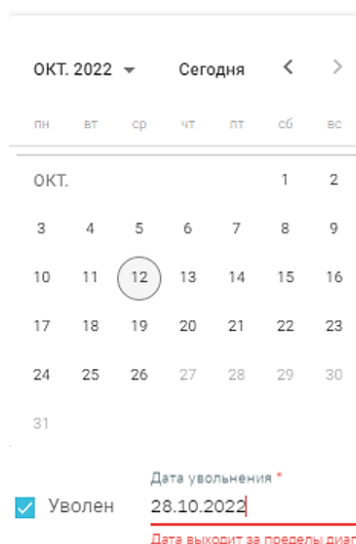 ОКТ. 2022 Сегодня
пн вт ср чт пт сб вс
ОКТ. 1 2
3 4 5 6 7 8 9
10 11 12 13 14 15 16
17 18 19 20 21 22 23
24 25 26 27 28 29 30
31
Дата увольнения *
Уволен 28.10.2022
Дата выходит за пределы